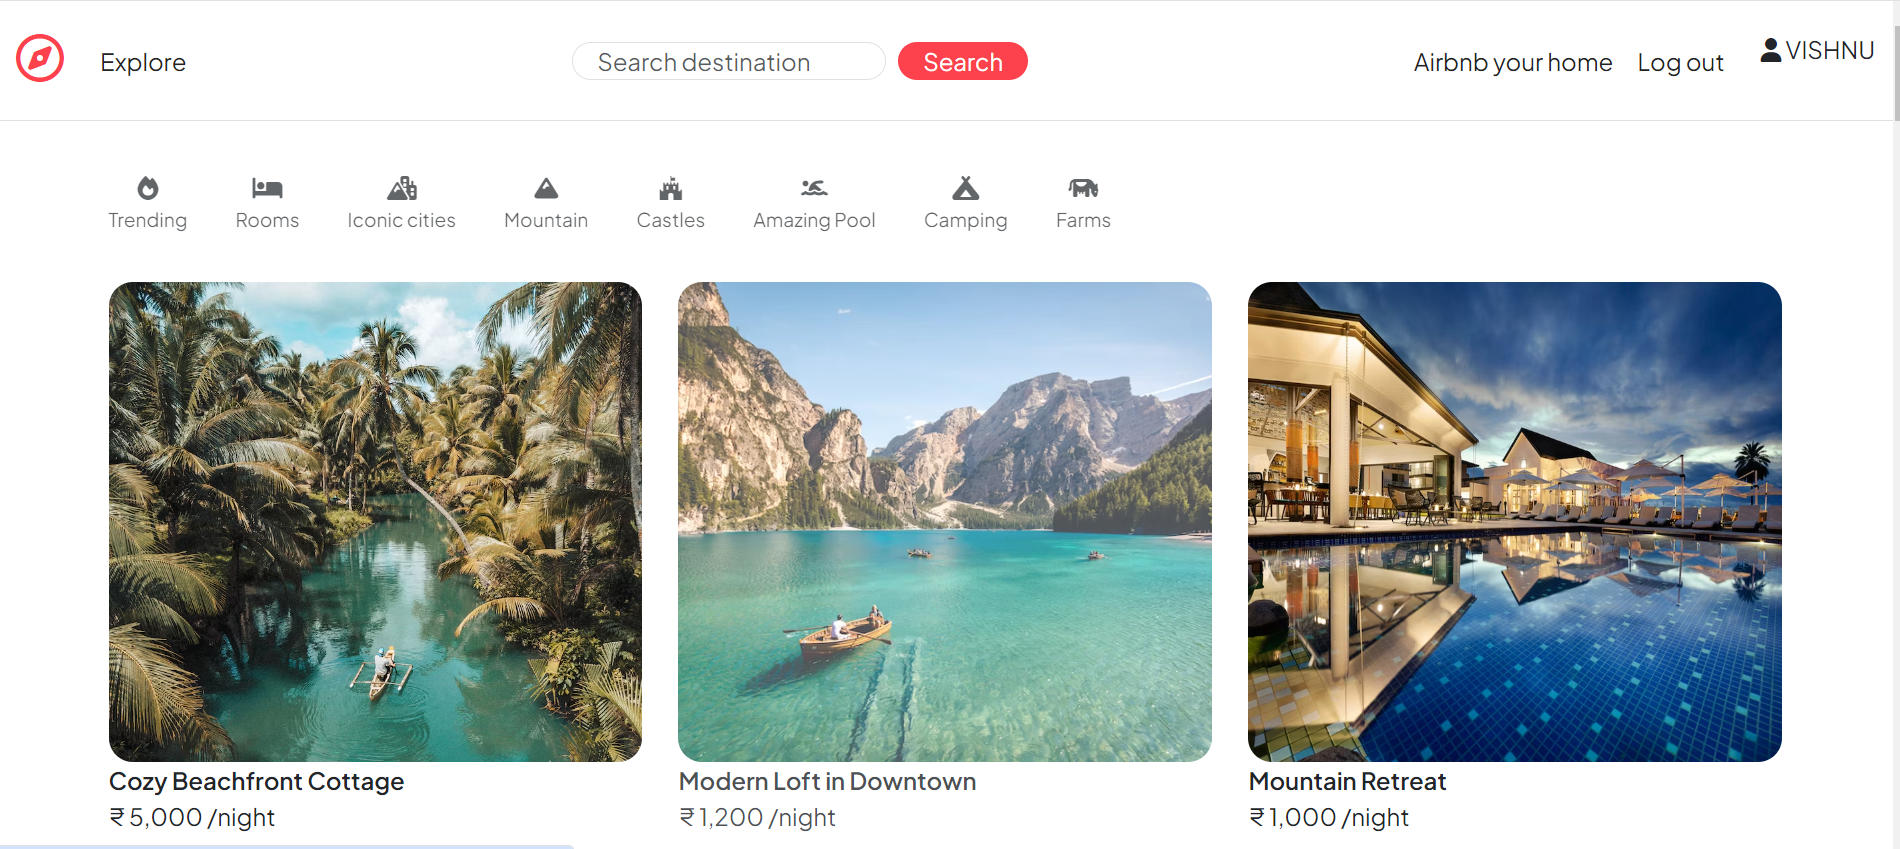 Explore
Search destination
Search
Airbnb your home
Log out
VISHNU
Trending
Rooms
Iconic cities
Mountain
Castles
Amazing Pool
Camping
Farms
Cozy Beachfront Cottage
₹ 5,000 /night
Modern Loft in Downtown
₹ 1,200 /night
Mountain Retreat
₹ 1,000 /night